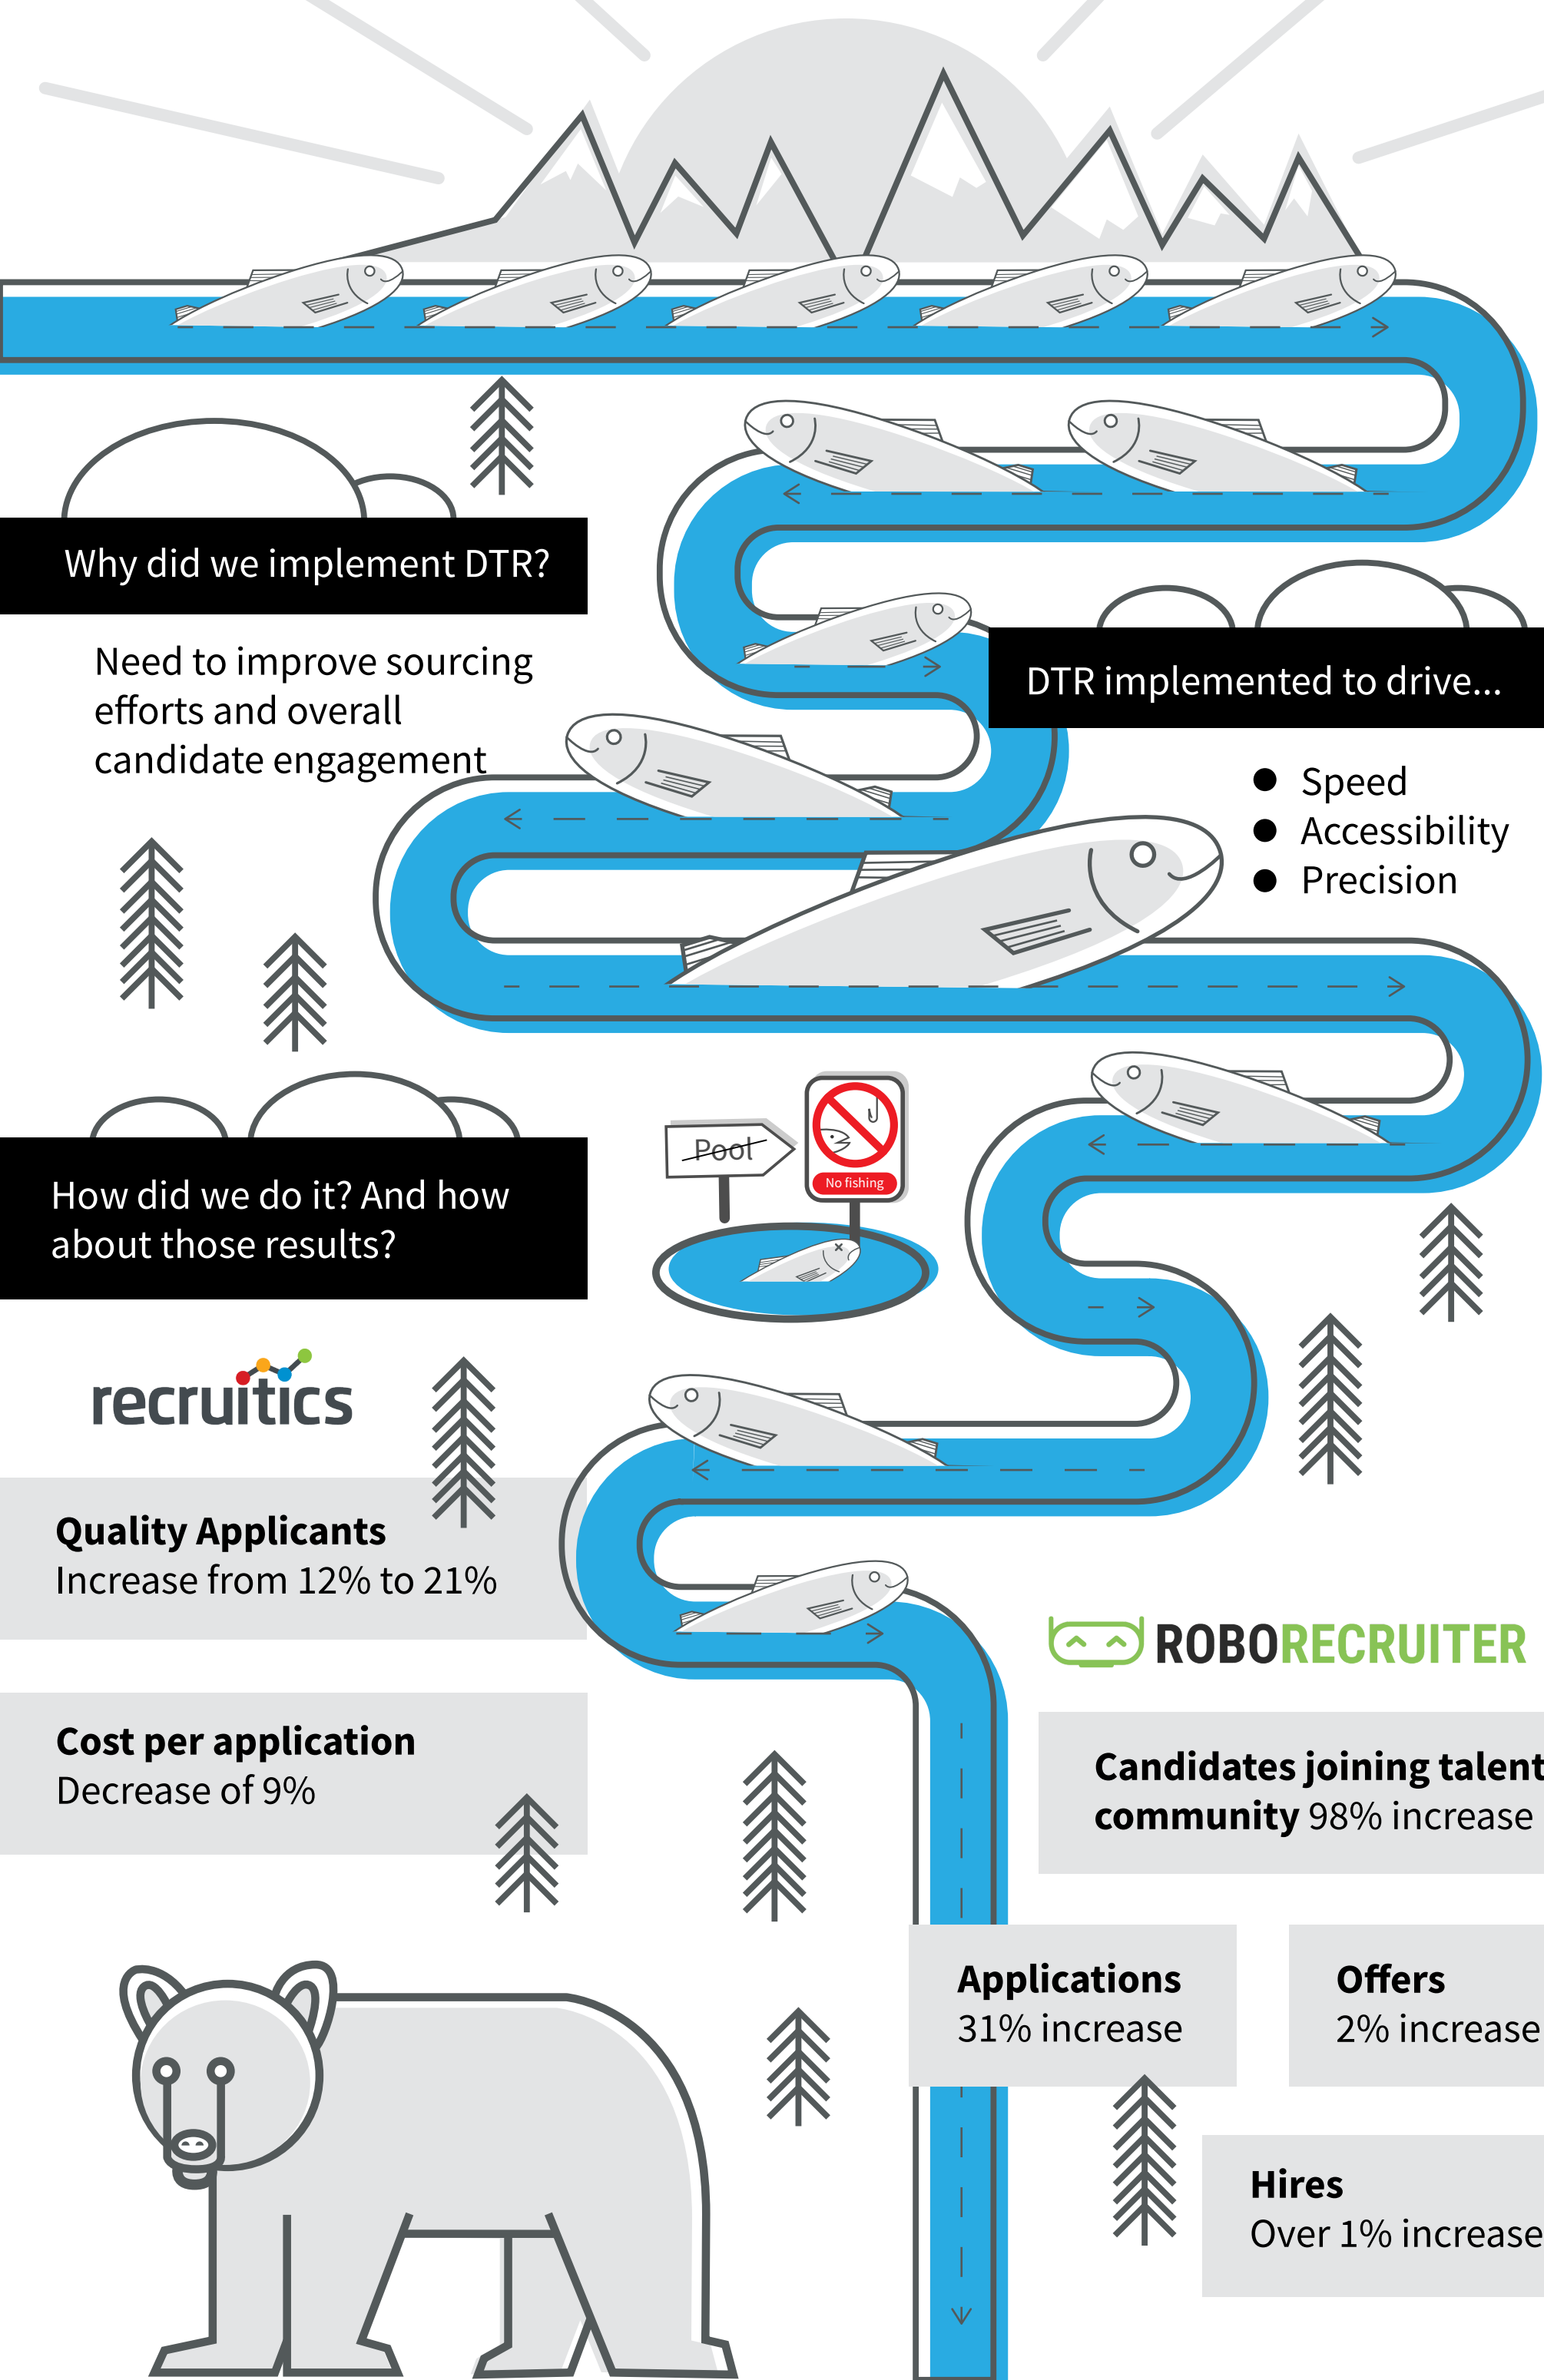 Why did we implement DTR?
Need to improve sourcing
efforts and overall
candidate engagement
DTR implemented to drive...
● Speed
● Accessibility
● Precision
Pool
No fishing
How did we do it? And how
about those results?
recruitics
Quality Applicants
Increase from 12% to 21%
Cost per application
Decrease of 9%
ROBORECRUITER
Candidates joining talent
community 98% increase
Applications
31% increase
Offers
2% increase
Hires
Over 1% increase